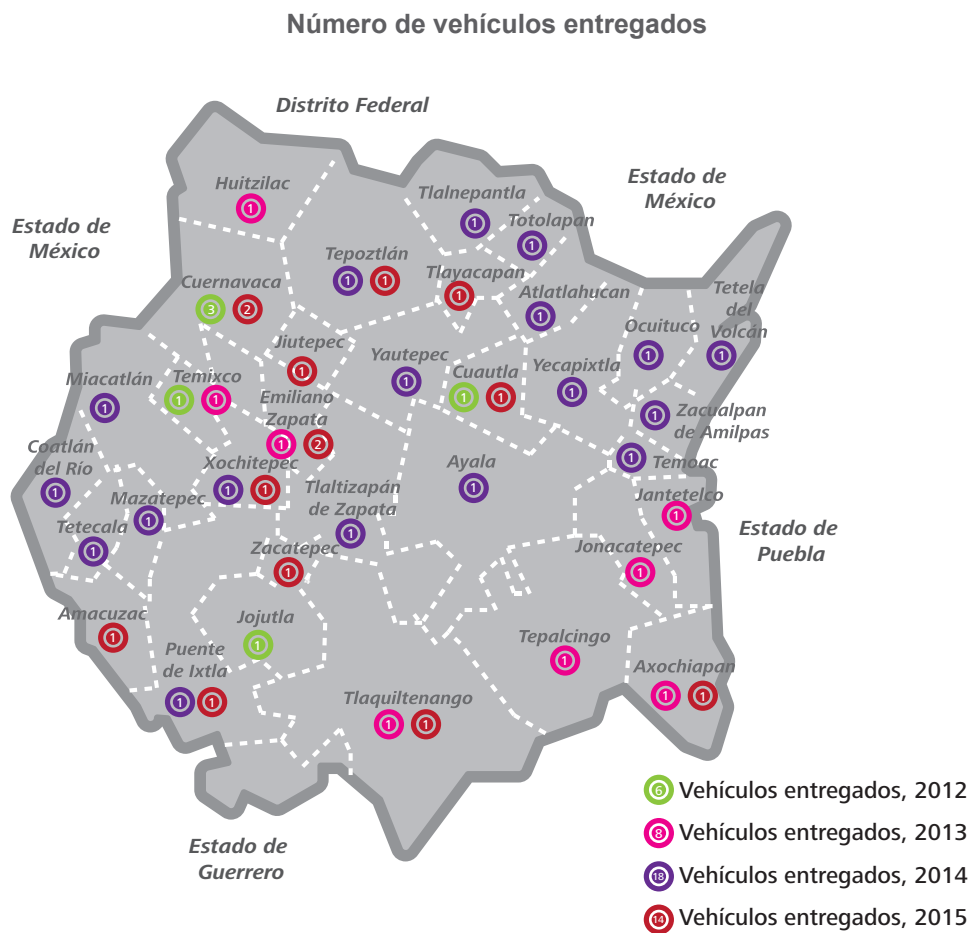 Número de vehículos entregados
Distrito Federal
Estado de
México
Estado de
México
Huitzilac
1
Tlalnepantla
1
Totolapan
1
Tepoztlán
1 1
Tlayacapan
1
Cuernavaca
3 2
Atlatlahucan
1
Tetela
del
Volcán
1
Ocuituco
1
Jiutepec
1
Yautepec
1
Cuautla
1 1
Yecapixtla
1
Miacatlán
1
Temixco
1 1
Emiliano
Zapata
1 2
Zacualpan
de Amilpas
1
Coatlán
del Río
1
Xochitepec
1 1
Ayala
1
Temoac
1
Mazatepec
1
Tlaltizapán
de Zapata
1
Jantetelco
1
Tetecala
1
Estado de
Puebla
Zacatepec
1
Jonacatepec
1
Amacuzac
1
Jojutla
1
Tepalcingo
1
Puente
de Ixtla
1 1
Axochiapan
1 1
Tlaquiltenango
1 1
Estado de
Guerrero
6 Vehículos entregados, 2012
8 Vehículos entregados, 2013
18 Vehículos entregados, 2014
14 Vehículos entregados, 2015